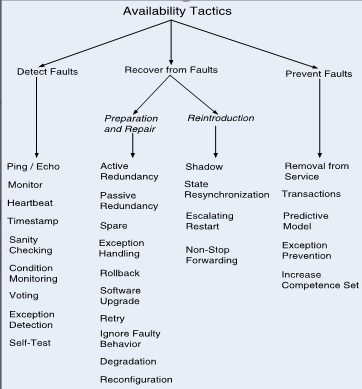 Availability Tactics
Detect Faults
Recover from Faults
Prevent Faults
Preparation
and Repair
Reintroduction
Ping / Echo
Monitor
Heartbeat
Timestamp
Sanity
Checking
Condition
Monitoring
Voting
Exception
Detection
Self-Test
Active
Redundancy
Passive
Redundancy
Spare
Exception
Handling
Rollback
Software
Upgrade
Retry
Ignore Faulty
Behavior
Degradation
Reconfiguration
Shadow
State
Resynchronization
Escalating
Restart
Non-Stop
Forwarding
Removal from
Service
Transactions
Predictive
Model
Exception
Prevention
Increase
Competence Set